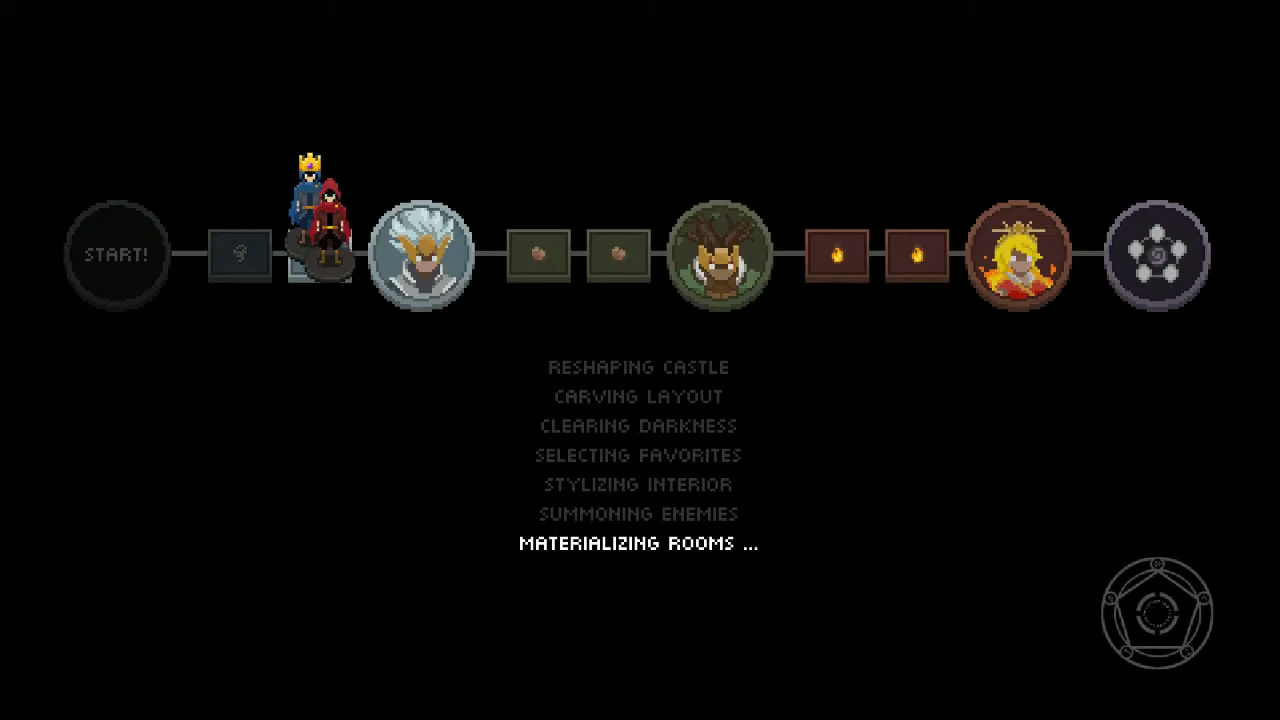 START!
RESHAPING CASTLE
CARVING LAYOUT
CLEARING DARKNESS
SELECTING FAVORITES
STYLIZING INTERIOR
SUMMONING ENEMIES
MATERIALIZING ROOMS ...